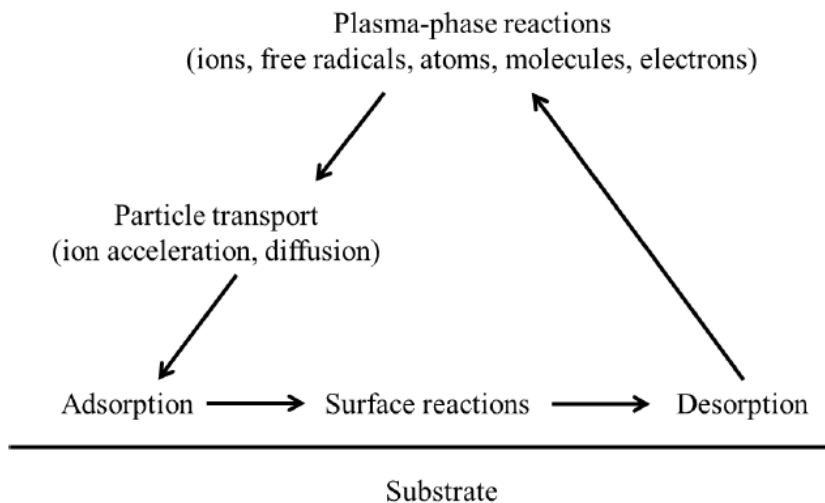 Plasma-phase reactions
(ions, free radicals, atoms, molecules, electrons)
Particle transport
(ion acceleration, diffusion)
Adsorption
Surface reactions
Desorption
Substrate